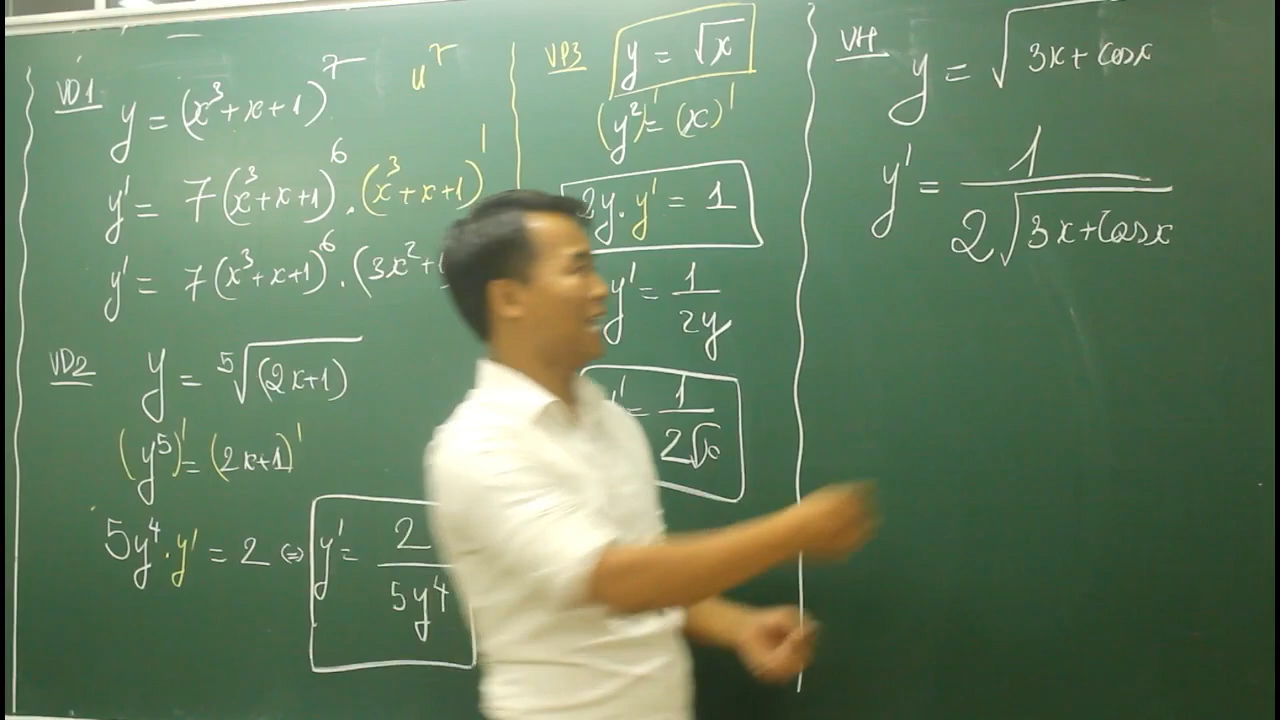 VD1
y = (x³ + x + 1)⁷
u⁷
y' = 7(x³ + x + 1)⁶ . (x³ + x + 1)'
y' = 7(x³ + x + 1)⁶ . (3x² +
VD2
y = ⁵√(2x+1)
(y⁵)' = (2x+1)'
5y⁴ . y' = 2 ⇔ y' = 2/5y⁴
VD3
y = √x
(y²)' = (x)'
2y . y' = 1
y' = 1/2y
' = 1/2√x
VD4
y = √3x + cosx
y' = 1/2√3x + cosx